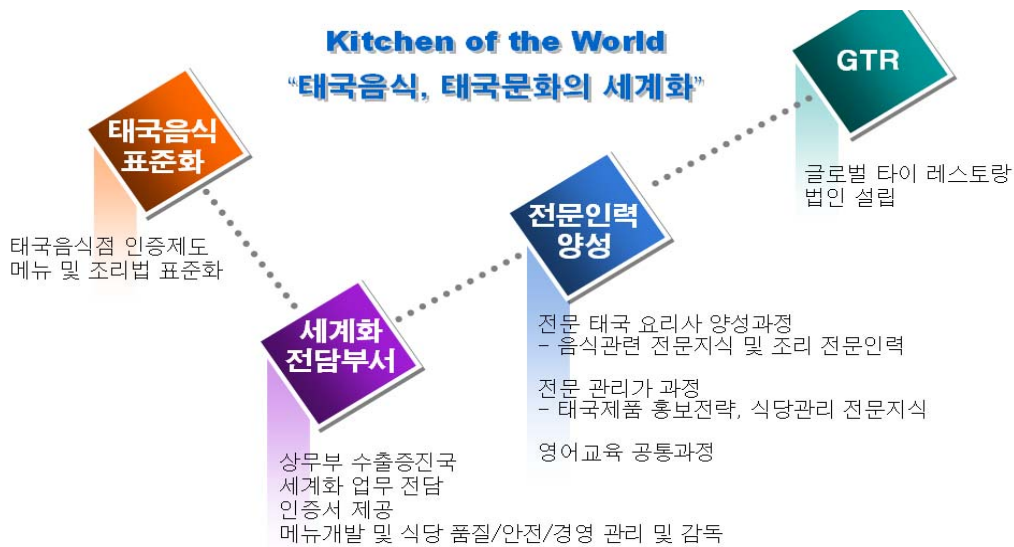 Kitchen of the World
“태국음식, 태국문화의 세계화”
태국음식
표준화
태국음식점 인증제도
메뉴 및 조리법 표준화
세계화
전담부서
상무부 수출증진국
세계화 업무 전담
인증서 제공
메뉴개발 및 식당 품질/안전/경영 관리 및 감독
전문인력
양성
전문 태국 요리사 양성과정
- 음식관련 전문지식 및 조리 전문인력
전문 관리가 과정
- 태국제품 홍보전략, 식당관리 전문지식
영어교육 공통과정
GTR
글로벌 타이 레스토랑
법인 설립